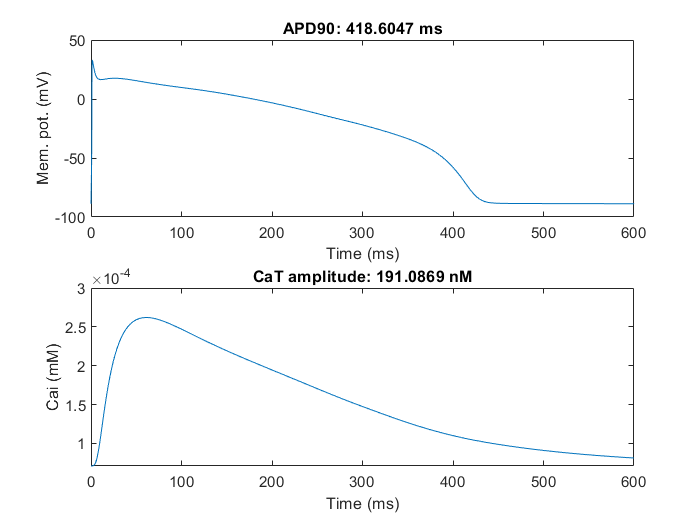 APD90: 418.6047 ms
50
0
-50
-100
Mem. pot. (mV)
0 100 200 300 400 500 600
Time (ms)
×10-4
CaT amplitude: 191.0869 nM
3
2.5
2
1.5
1
Cai (mM)
0 100 200 300 400 500 600
Time (ms)